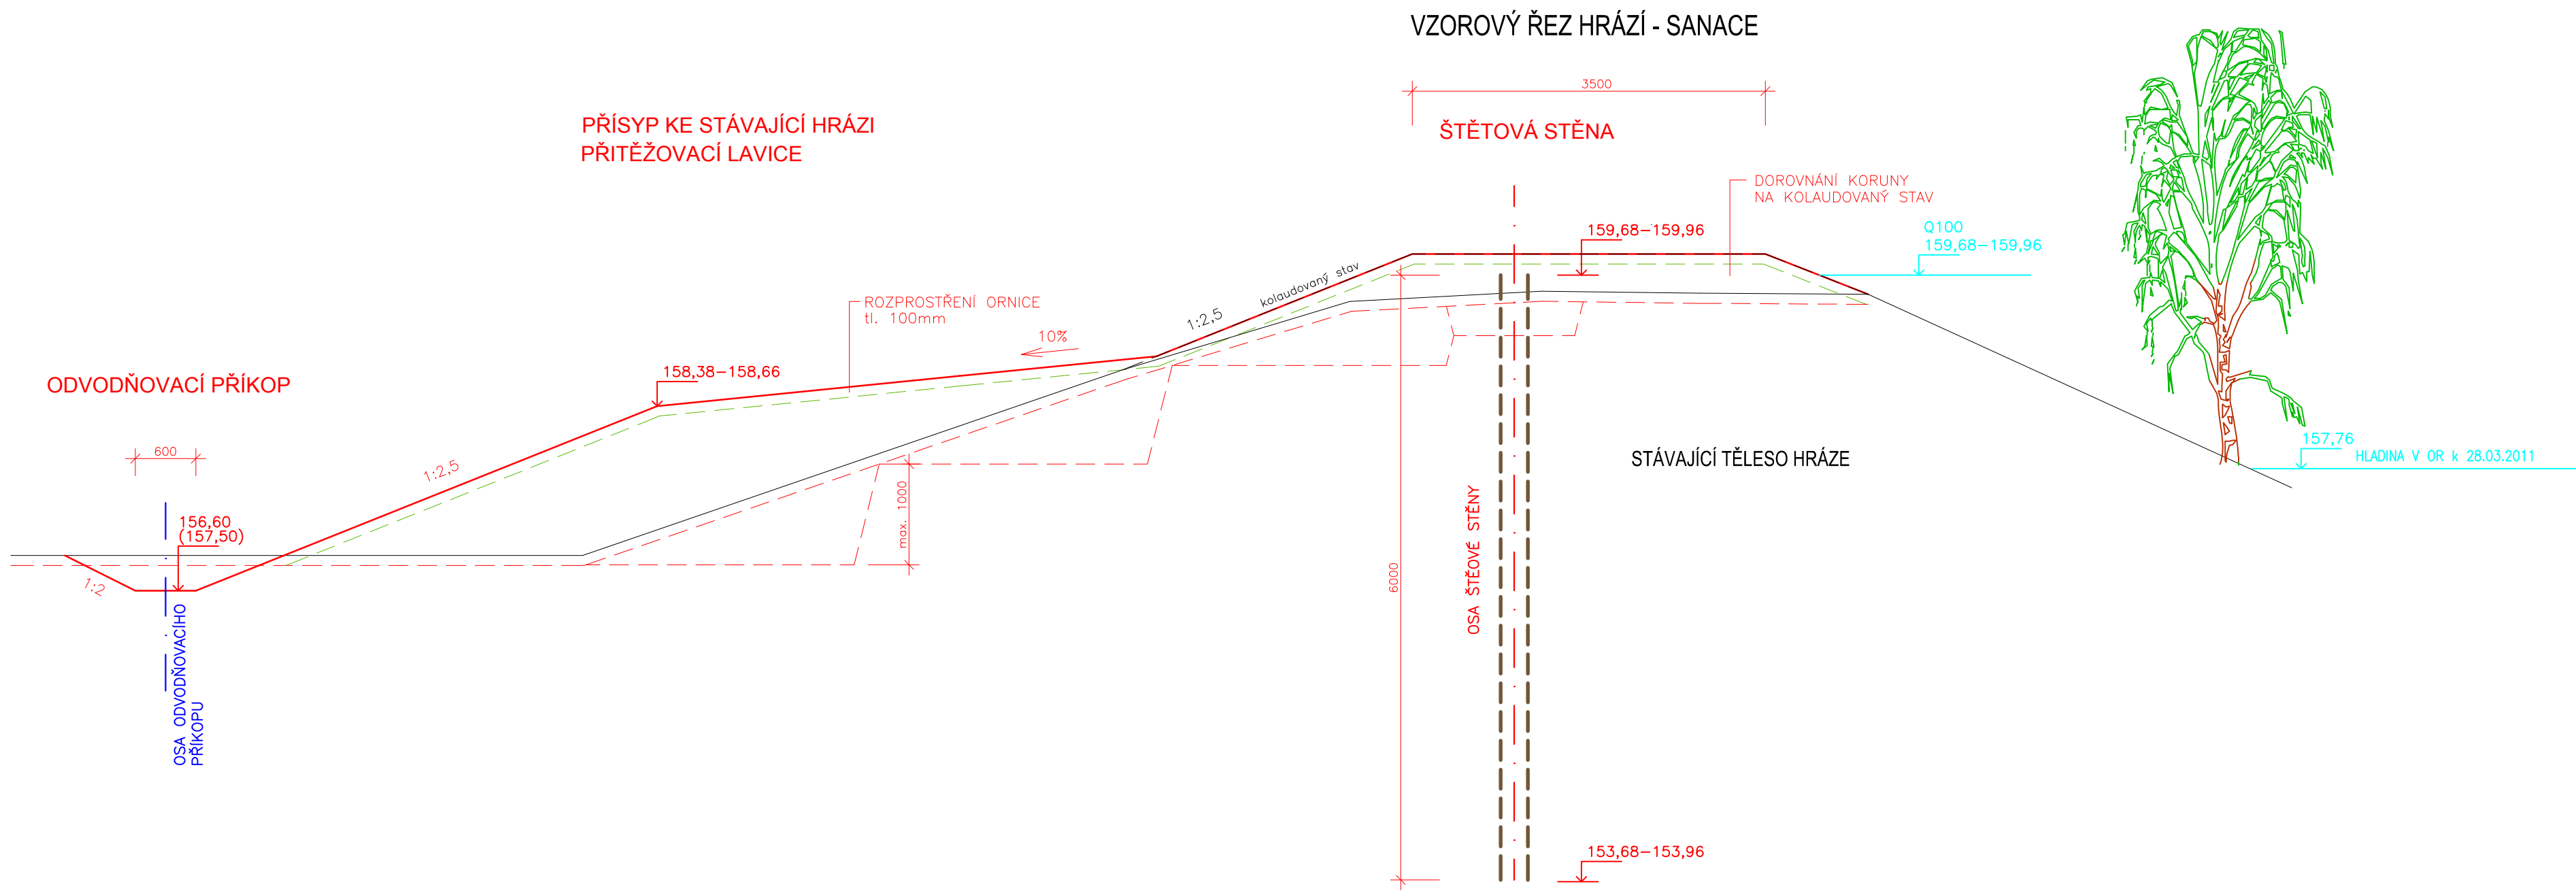 VZOROVÝ ŘEZ HRÁZÍ - SANACE
3500
PŘÍSYP KE STÁVAJÍCÍ HRÁZI
PŘITĚŽOVACÍ LAVICE
ŠTĚTOVÁ STĚNA
DOROVNÁNÍ KORUNY
NA KOLAUDOVANÝ STAV
159,68–159,96
Q100
159,68–159,96
kolaudovaný stav
ROZPROSTŘENÍ ORNICE
tl. 100mm
1:2,5
10%
158,38–158,66
ODVODŇOVACÍ PŘÍKOP
600
1:2,5
157,76
HLADINA V OR k 28.03.2011
STÁVAJÍCÍ TĚLESO HRÁZE
max. 1000
156,60
(157,50)
1:2
6000
OSA ŠTĚOVÉ STĚNY
OSA ODVODŇOVACÍHO
PŘÍKOPU
153,68–153,96